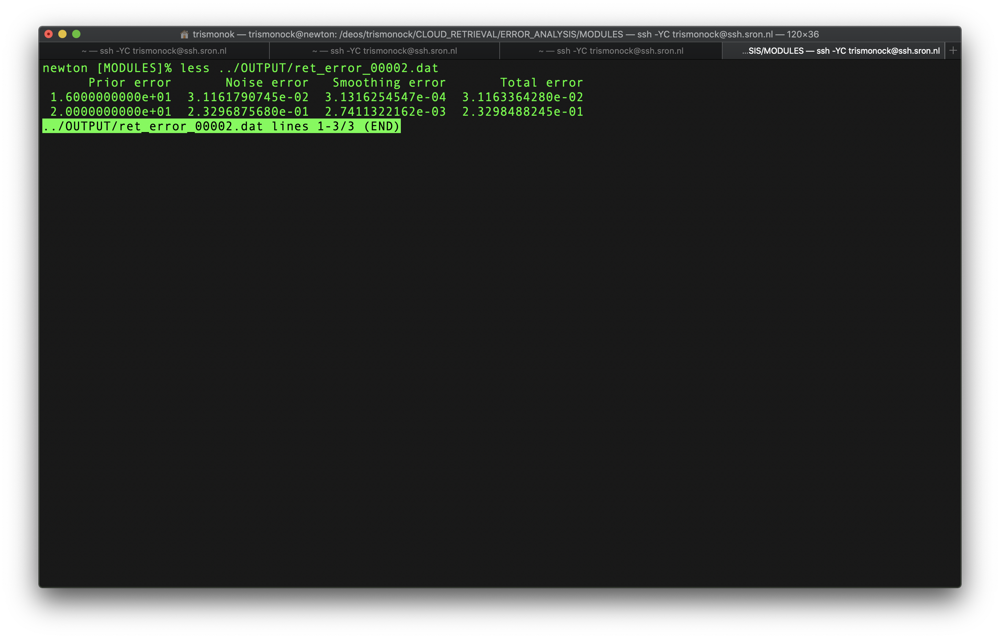 trismonok — trismonock@newton: /deos/trismonock/CLOUD_RETRIEVAL/ERROR_ANALYSIS/MODULES — ssh -YC trismonock@ssh.sron.nl — 120×36
~ — ssh -YC trismonock@ssh.sron.nl ~ — ssh -YC trismonock@ssh.sron.nl ~ — ssh -YC trismonock@ssh.sron.nl ...SIS/MODULES — ssh -YC trismonock@ssh.sron.nl +
newton [MODULES]% less ../OUTPUT/ret_error_00002.dat
Prior error Noise error Smoothing error Total error
1.6000000000e+01 3.1161790745e-02 3.1316254547e-04 3.1163364280e-02
2.0000000000e+01 2.3296875680e-01 2.7411322162e-03 2.3298488245e-01
../OUTPUT/ret_error_00002.dat lines 1-3/3 (END)